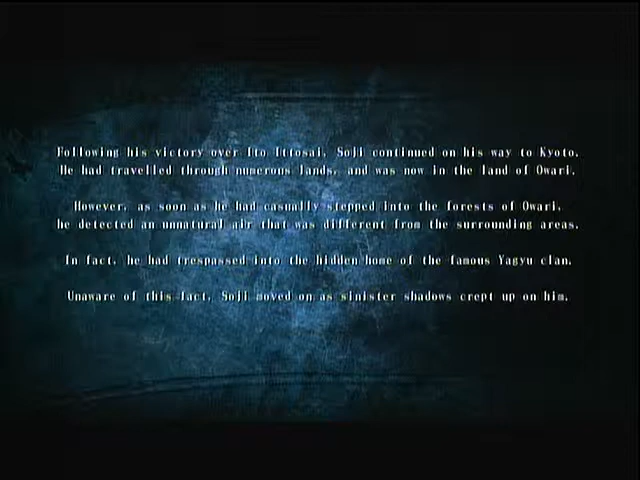 Following his victory over Ito Ittosai, Soji continued on his way to Kyoto.
He had travelled through numerous lands, and was now in the land of Owari.
However, as soon as he had casually stepped into the forests of Owari,
he detected an unnatural air that was different from the surrounding areas.
In fact, he had trespassed into the hidden home of the famous Yagyu clan.
Unaware of this fact, Soji moved on as sinister shadows crept up on him.